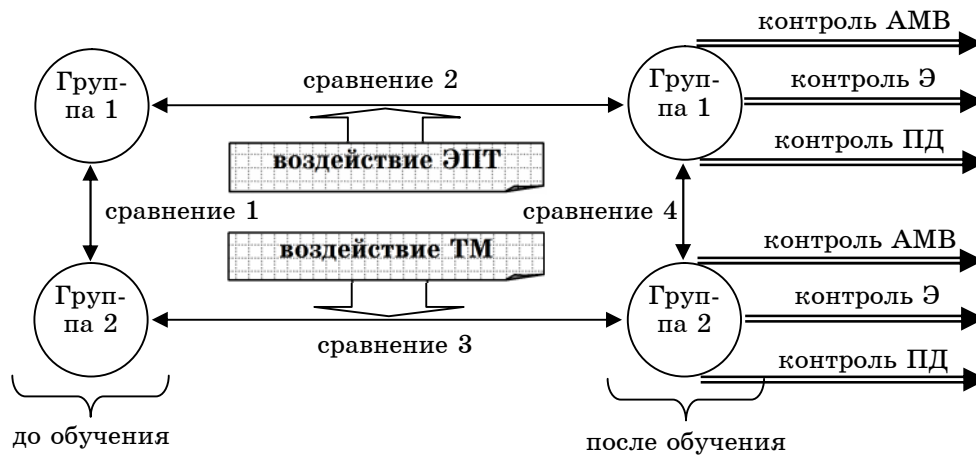 контроль АМВ
Груп-
па 1
сравнение 2
Груп-
па 1
контроль Э
воздействие ЭПТ
контроль ПД
сравнение 1
сравнение 4
воздействие ТМ
контроль АМВ
Груп-
па 2
Груп-
па 2
контроль Э
сравнение 3
контроль ПД
до обучения
после обучения